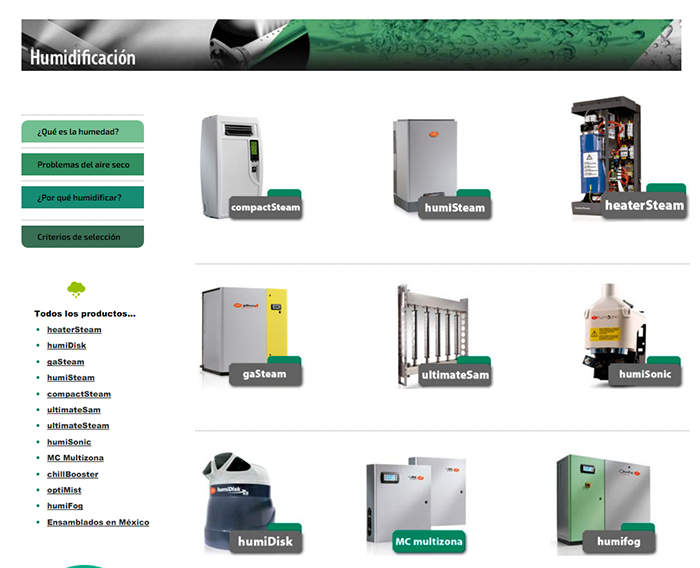 Humidificación
¿Qué es la humedad?
Problemas del aire seco
¿Por qué humidificar?
Criterios de selección
Todos los productos...
heaterSteam
humiDisk
gaSteam
humiSteam
compactSteam
ultimateSam
ultimateSteam
humiSonic
MC Multizona
chillBooster
optiMist
humiFog
Ensamblados en México
compactSteam
humiSteam
heaterSteam
gaSteam
ultimateSam
humiSonic
humiDisk
humiDisk
MC multizona
humifog